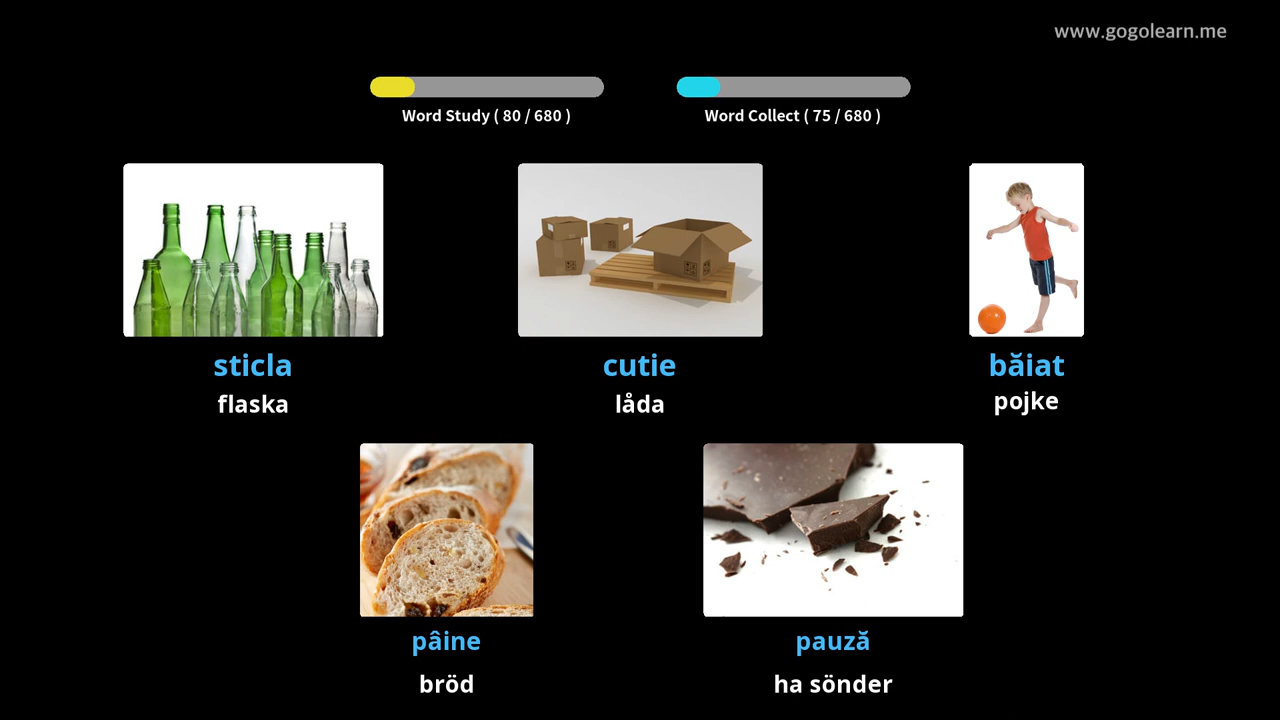 www.gogolearn.me
Word Study ( 80 / 680 )
Word Collect ( 75 / 680 )
sticla
cutie
băiat
flaska
låda
pojke
pâine
pauză
bröd
ha sönder